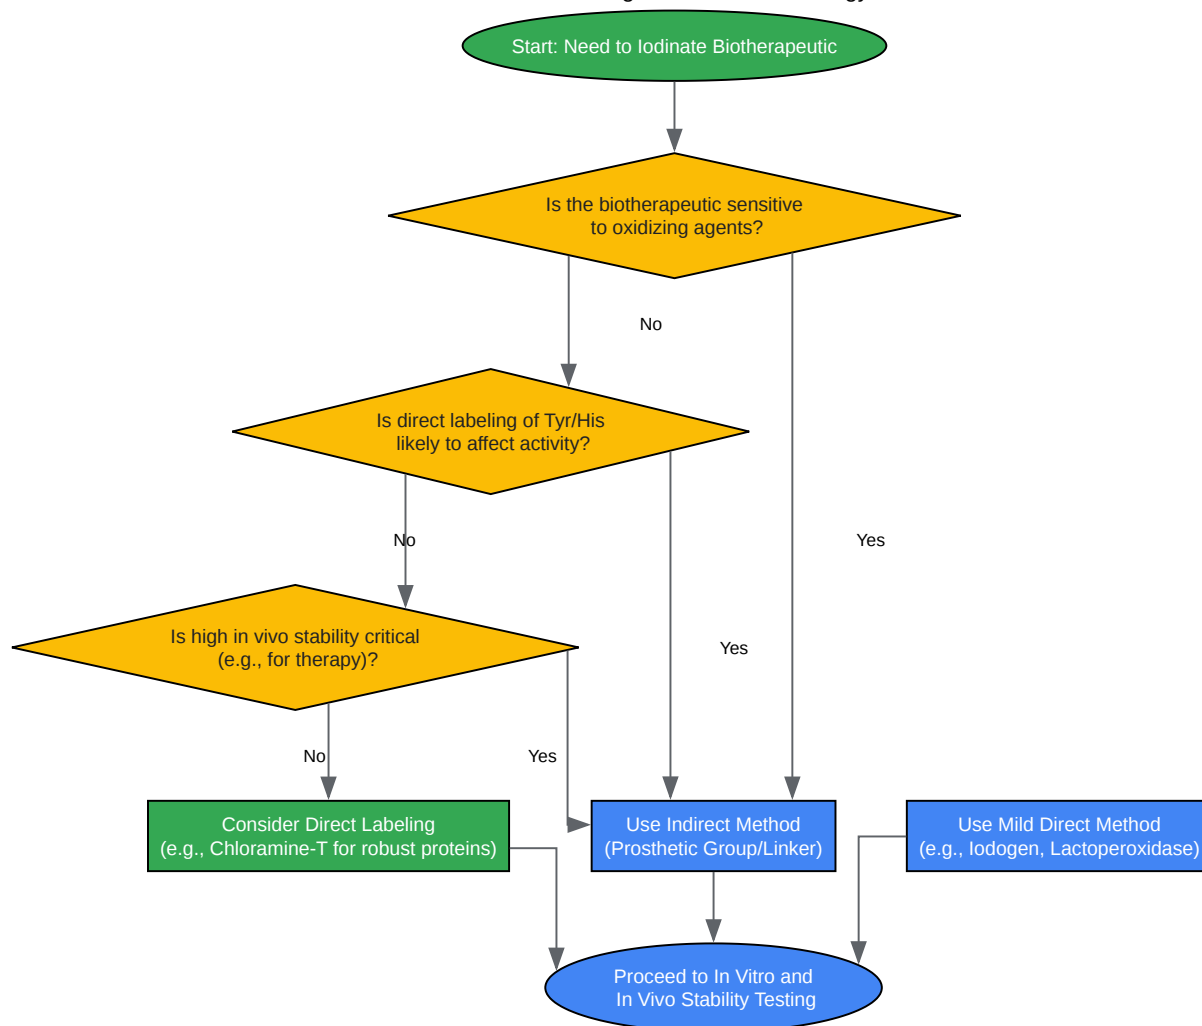 Start: Need to Iodinate Biotherapeutic
Is the biotherapeutic sensitive
to oxidizing agents?
No
Is direct labeling of Tyr/His
likely to affect activity?
No
Yes
Is high in vivo stability critical
(e.g., for therapy)?
Yes
No
Yes
Consider Direct Labeling
(e.g., Chloramine-T for robust proteins)
Use Indirect Method
(Prosthetic Group/Linker)
Use Mild Direct Method
(e.g., Iodogen, Lactoperoxidase)
Proceed to In Vitro and
In Vivo Stability Testing